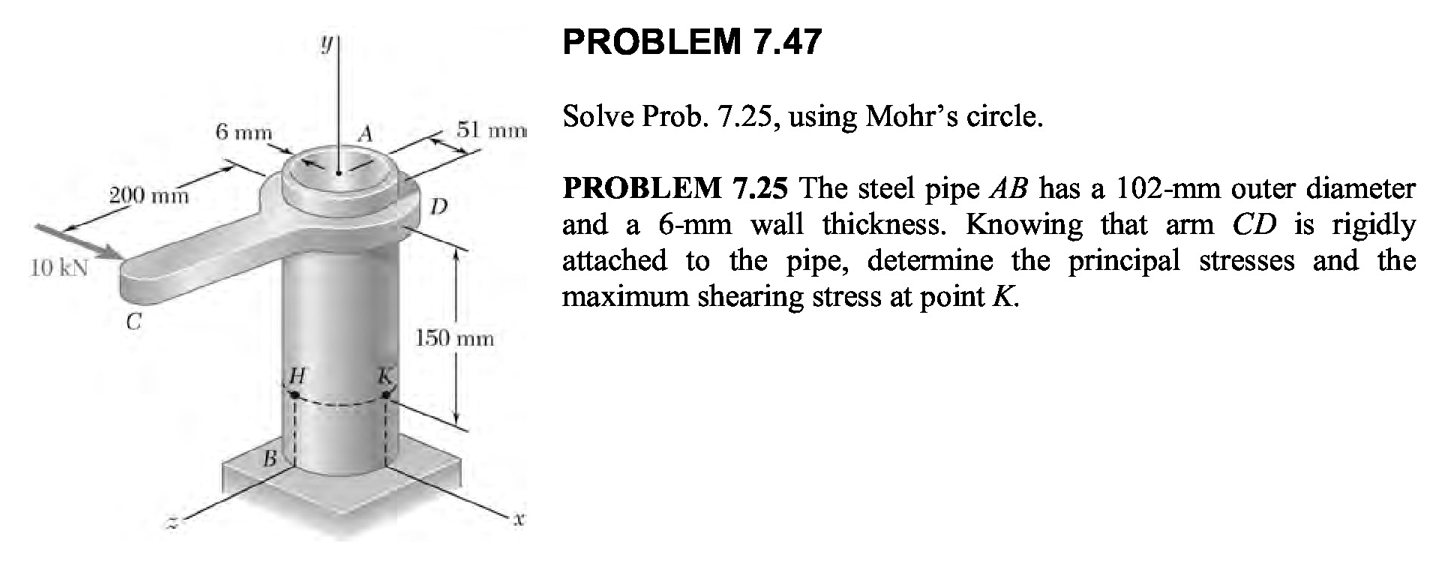 PROBLEM 7.47
Solve Prob. 7.25, using Mohr's circle.
PROBLEM 7.25 The steel pipe AB has a 102-mm outer diameter
and a 6-mm wall thickness. Knowing that arm CD is rigidly
attached to the pipe, determine the principal stresses and the
maximum shearing stress at point K.
y
6 mm
A
51 mm
200 mm
D
10 kN
C
150 mm
H
K
B
z
x